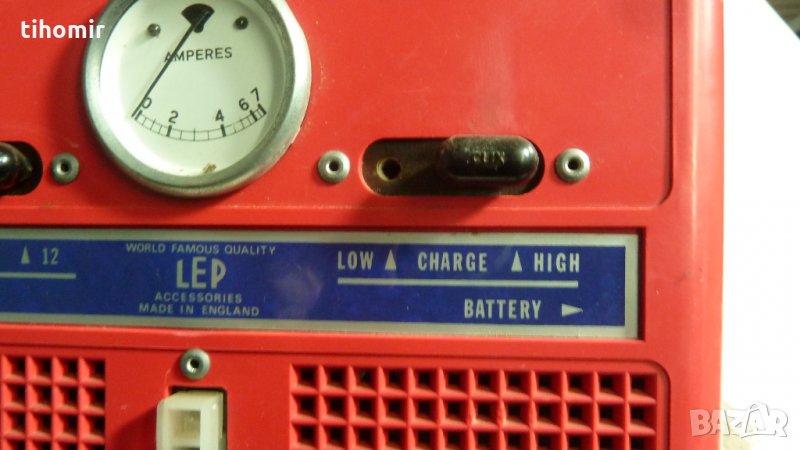 tihomir
AMPERES
0 2 4 6 7
▲ 12
WORLD FAMOUS QUALITY
LEP
ACCESSORIES
MADE IN ENGLAND
LOW ▲ CHARGE ▲ HIGH
BATTERY ►
BAZAR